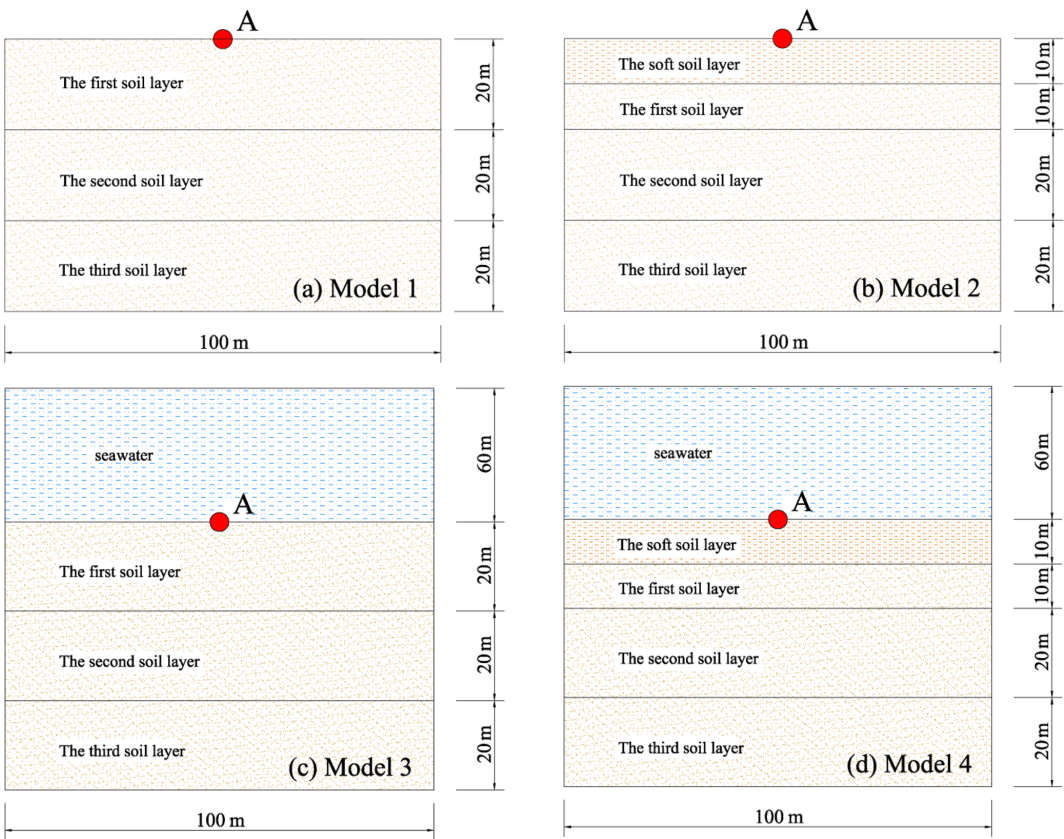 A
The first soil layer
The second soil layer
The third soil layer
(a) Model 1
20 m
20 m
20 m
100 m
A
The soft soil layer
The first soil layer
The second soil layer
The third soil layer
(b) Model 2
10 m
10 m
20 m
20 m
100 m
seawater
A
The first soil layer
The second soil layer
The third soil layer
(c) Model 3
60m
20 m
20 m
20 m
100 m
seawater
A
The soft soil layer
The first soil layer
The second soil layer
The third soil layer
(d) Model 4
60m
10 m
10 m
20 m
20 m
100 m